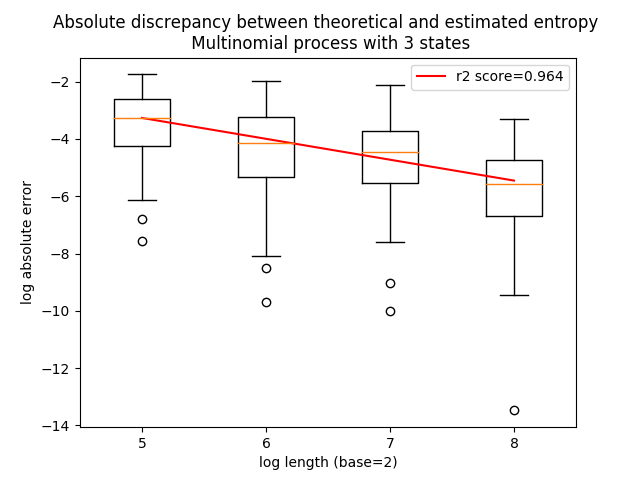 Absolute discrepancy between theoretical and estimated entropy
Multinomial process with 3 states
r2 score=0.964
−2
−4
−6
−8
−10
−12
−14
log absolute error
5 6 7 8
log length (base=2)